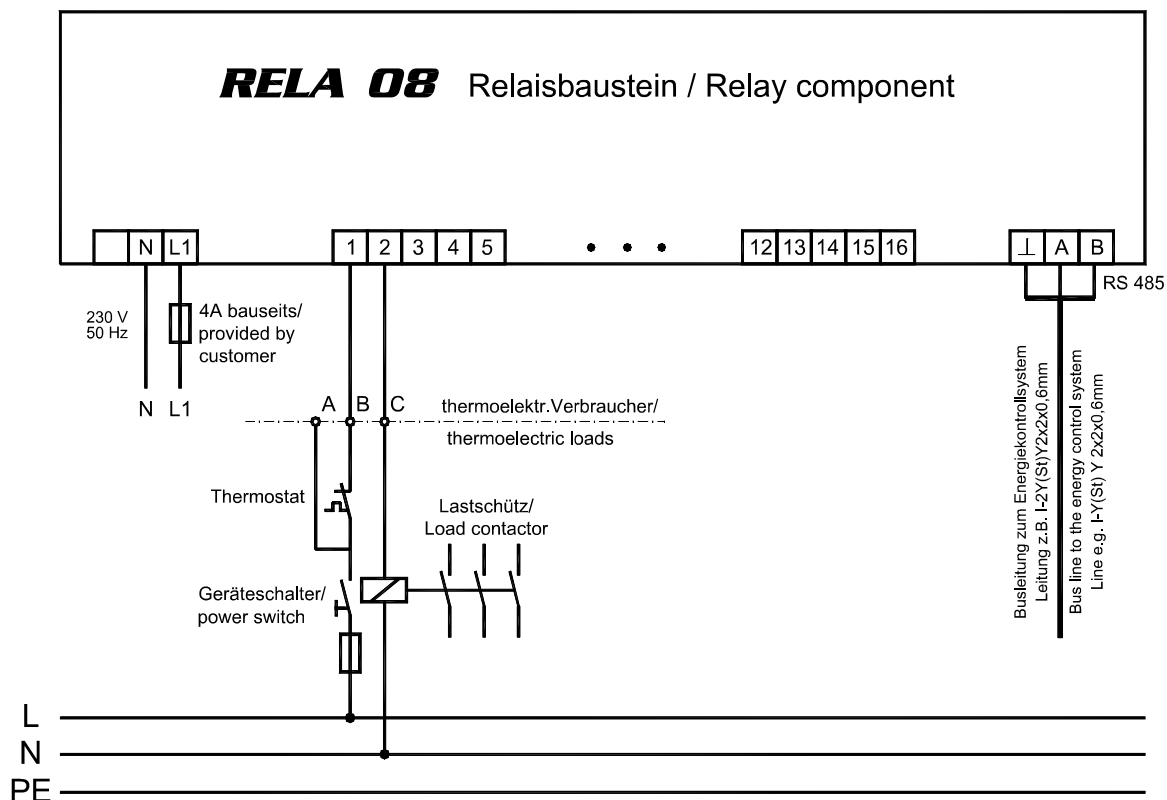 RELA 08 Relaisbaustein / Relay component
N L1
1 2 3 4 5
12 13 14 15 16
⊥ A B
RS 485
230 V
50 Hz
4A bauseits/
provided by
customer
N L1
A B C
thermoelektr.Verbraucher/
thermoelectric loads
Thermostat
Lastschütz/
Load contactor
Geräteschalter/
power switch
Busleitung zum Energiekontrollsystem
Leitung z.B. I-2Y(St)Y2x2x0,6mm
Bus line to the energy control system
Line e.g. I-Y(St) Y 2x2x0,6mm
L
N
PE